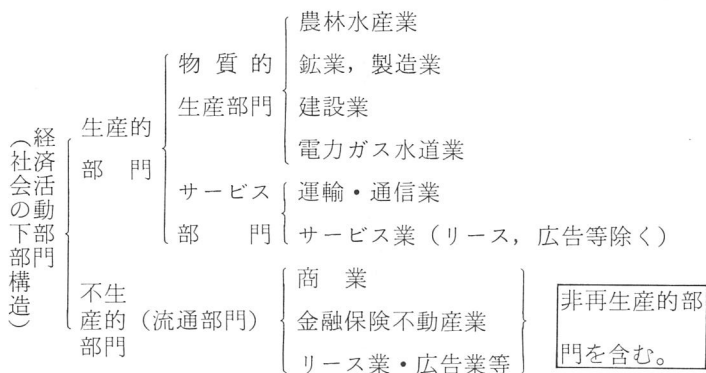 経済活動部門
(社会の下部構造)
生産的
部　門
物 質 的
生産部門
農林水産業
鉱業，製造業
建設業
電力ガス水道業
サービス
部　　門
運輸・通信業
サービス業（リース，広告等除く）
不生
産的
部門
（流通部門）
商　業
金融保険不動産業
リース業・広告業等
非再生産的部
門を含む。